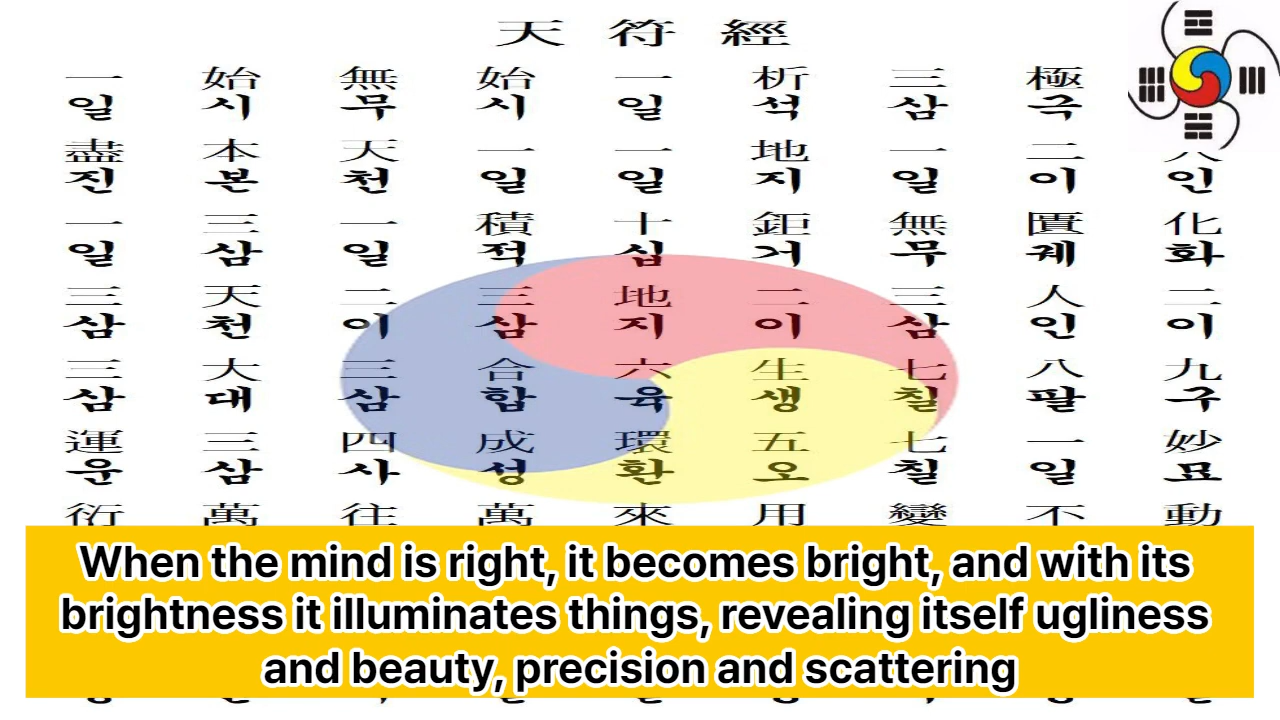 天 符 經
一 始 無 始 一 析 三 極
일 시 무 시 일 석 삼 극
盡 本 天 一 一 地 一 二 人
진 본 천 일 일 지 일 이 인
一 三 一 積 十 鉅 無 匱 化
일 삼 일 적 십 거 무 궤 화
三 天 二 三 地 二 三 人 二
삼 천 이 삼 지 이 삼 인 이
三 大 三 合 六 生 七 八 九
삼 대 삼 합 육 생 칠 팔 구
運 三 四 成 環 五 七 一 妙
운 삼 사 성 환 오 칠 일 묘
衍 萬 往 萬 來 用 變 不 動
When the mind is right, it becomes bright, and with its
brightness it illuminates things, revealing itself ugliness
and beauty, precision and scattering